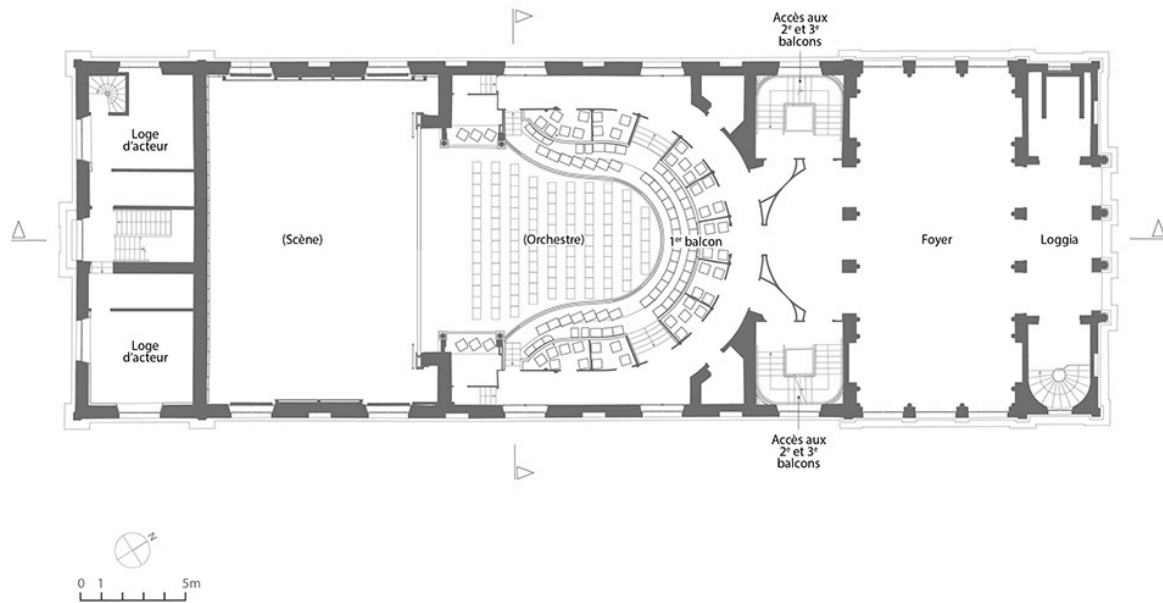 Accès aux
2e et 3e
balcons
Loge
d'acteur
(Scène)
(Orchestre)
1er balcon
Foyer
Loggia
Loge
d'acteur
Accès aux
2e et 3e
balcons
N
0 1 5m